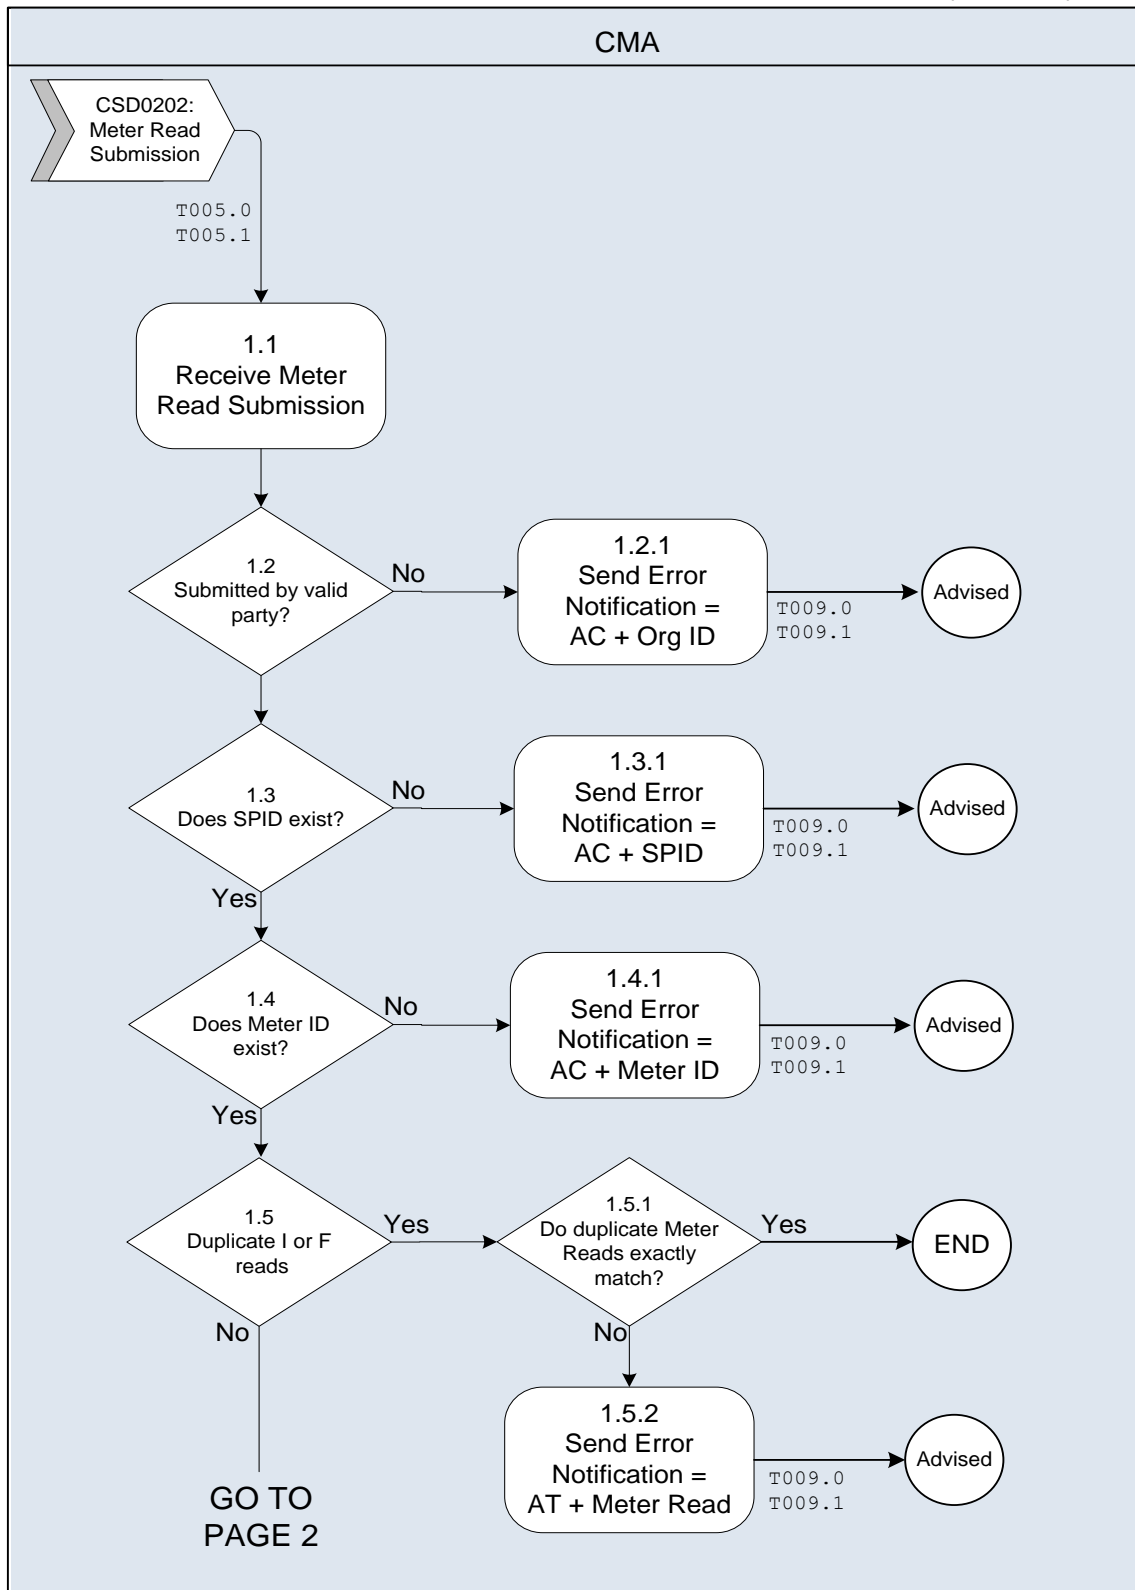 CMA
CSD0202:
Meter Read
Submission
T005.0
T005.1
1.1
Receive Meter
Read Submission
1.2
Submitted by valid
party?
No
1.2.1
Send Error
Notification =
AC + Org ID
T009.0
T009.1
Advised
1.3
Does SPID exist?
No
1.3.1
Send Error
Notification =
AC + SPID
T009.0
T009.1
Advised
Yes
1.4
Does Meter ID
exist?
No
1.4.1
Send Error
Notification =
AC + Meter ID
T009.0
T009.1
Advised
Yes
1.5
Duplicate I or F
reads
Yes
1.5.1
Do duplicate Meter
Reads exactly
match?
Yes
END
No
No
1.5.2
Send Error
Notification =
AT + Meter Read
T009.0
T009.1
Advised
GO TO
PAGE 2